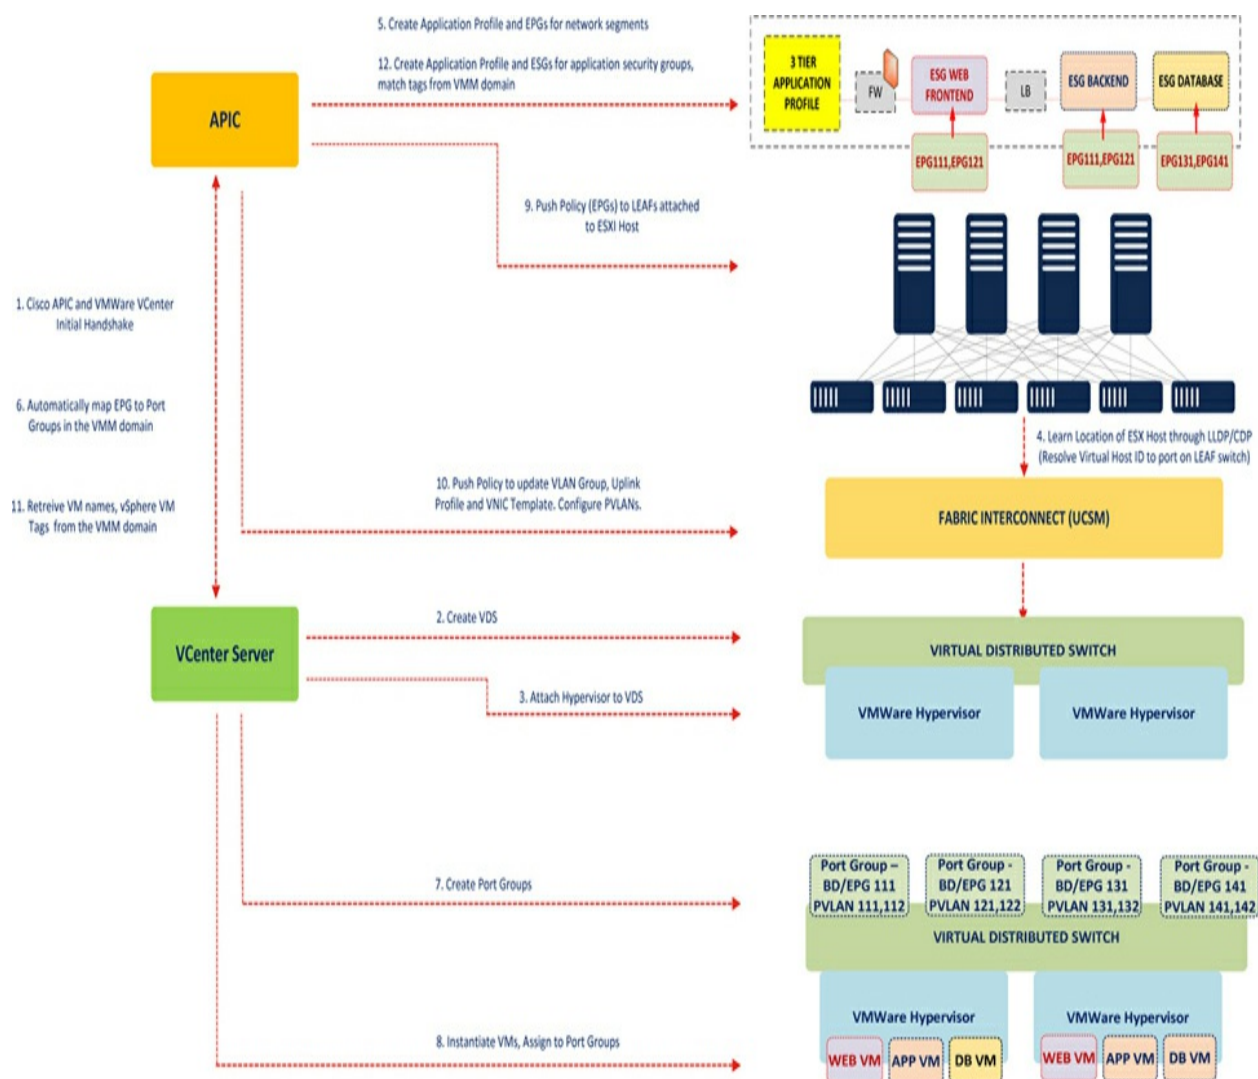 5. Create Application Profile and EPGs for network segments
12. Create Application Profile and ESGs for application security groups,
match tags from VMM domain
APIC
3 TIER
APPLICATION
PROFILE
FW
ESG WEB
FRONTEND
LB
ESG BACKEND
ESG DATABASE
EPG111,EPG121
EPG111,EPG121
EPG131,EPG141
9. Push Policy (EPGs) to LEAFs attached
to ESXI Host
1. Cisco APIC and VMWare VCenter
Initial Handshake
6. Automatically map EPG to Port
Groups in the VMM domain
11. Retreive VM names, vSphere VM
Tags from the VMM domain
4. Learn Location of ESX Host through LLDP/CDP
(Resolve Virtual Host ID to port on LEAF switch)
10. Push Policy to update VLAN Group, Uplink
Profile and VNIC Template. Configure PVLANs.
FABRIC INTERCONNECT (UCSM)
VCenter Server
2. Create VDS
VIRTUAL DISTRIBUTED SWITCH
3. Attach Hypervisor to VDS
VMWare Hypervisor
VMWare Hypervisor
7. Create Port Groups
Port Group –
BD/EPG 111
PVLAN 111,112
Port Group -
BD/EPG 121
PVLAN 121,122
Port Group -
BD/EPG 131
PVLAN 131,132
Port Group -
BD/EPG 141
PVLAN 141,142
VIRTUAL DISTRIBUTED SWITCH
VMWare Hypervisor
VMWare Hypervisor
8. Instantiate VMs, Assign to Port Groups
WEB VM
APP VM
DB VM
WEB VM
APP VM
DB VM